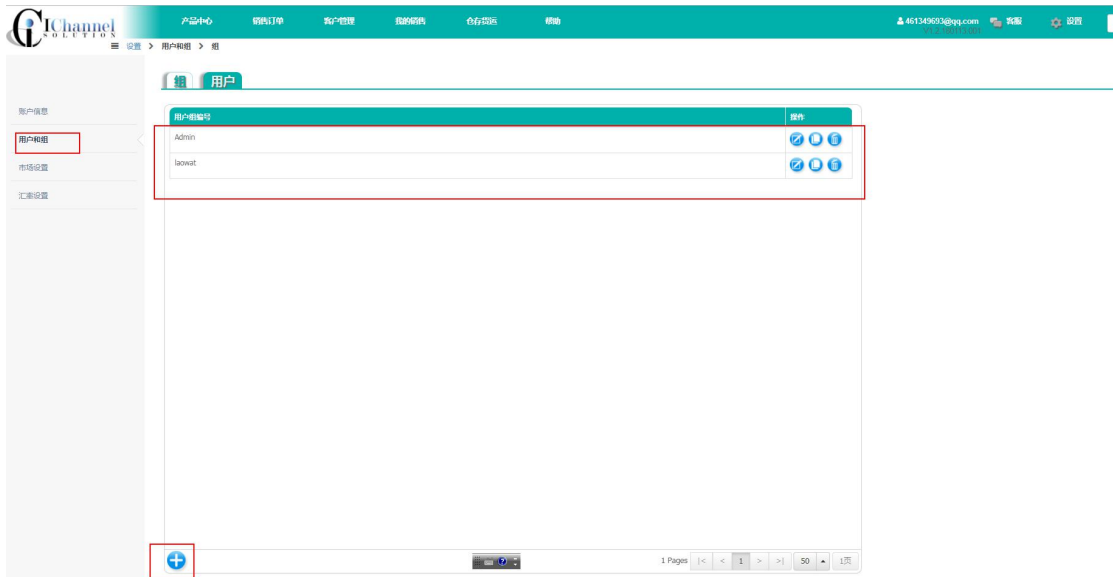 IChannel
SOLUTION
产品中心 销售订单 客户管理 我的销售 仓存货运 帮助 461349693@qq.com 客服 设置
设置 > 用户和组 > 组
组 用户
账户信息
用户和组
市场设置
汇率设置
用户组编号 操作
Admin
laowat
1 Pages |< < 1 > >| 50 1页